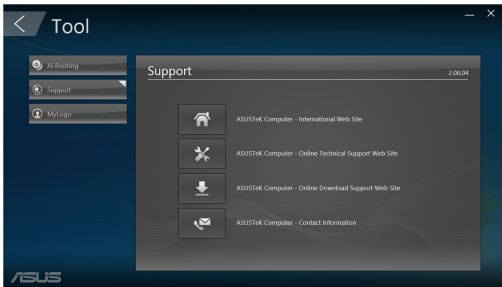 Tool
Ai Booting
Support
MyLogo
Support
2.00.04
ASUSTeK Computer - International Web Site
ASUSTeK Computer - Online Technical Support Web Site
ASUSTeK Computer - Online Download Support Web Site
ASUSTeK Computer - Contact Information
ASUS